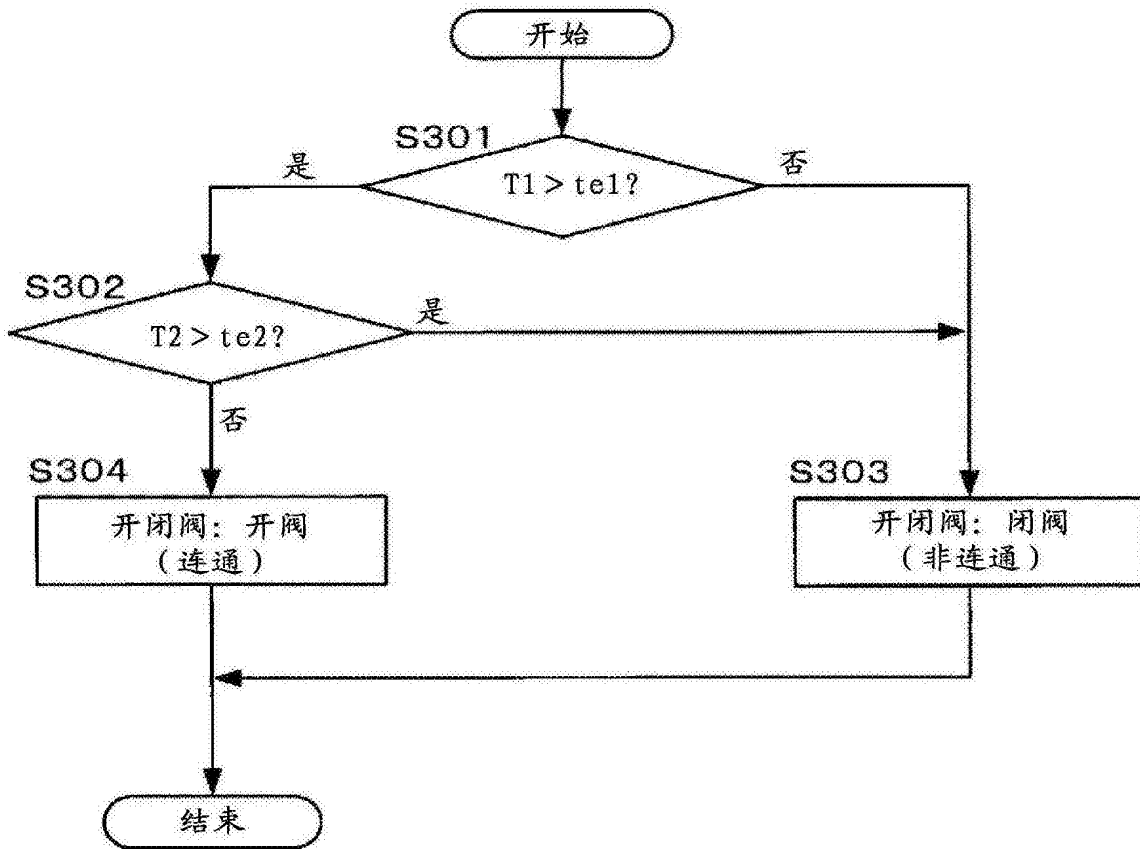 开始
S301
T1＞te1?
是
否
S302
T2＞te2?
是
否
S304
开闭阀：开阀
（连通）
S303
开闭阀：闭阀
（非连通）
结束